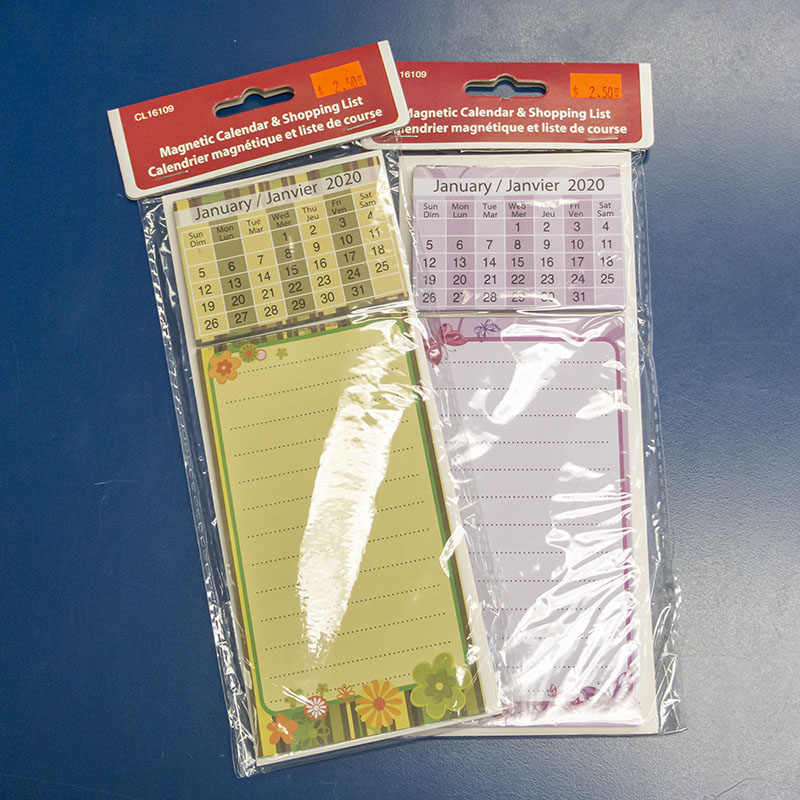 CL16109
$ 2.50
Magnetic Calendar & Shopping List
Calendrier magnétique et liste de course
January / Janvier 2020
Sun Mon Tue Wed Thu Fri Sat
Dim Lun Mar Mer Jeu Ven Sam
1 2 3 4
5 6 7 8 9 10 11
12 13 14 15 16 17 18
19 20 21 22 23 24 25
26 27 28 29 30 31
16109
$ 2.50
Magnetic Calendar & Shopping List
Calendrier magnétique et liste de course
January / Janvier 2020
Sun Mon Tue Wed Thu Fri Sat
Dim Lun Mar Mer Jeu Ven Sam
1 2 3 4
5 6 7 8 9 10 11
12 13 14 15 16 17 18
19 20 21 22 23 24 25
26 27 28 29 30 31